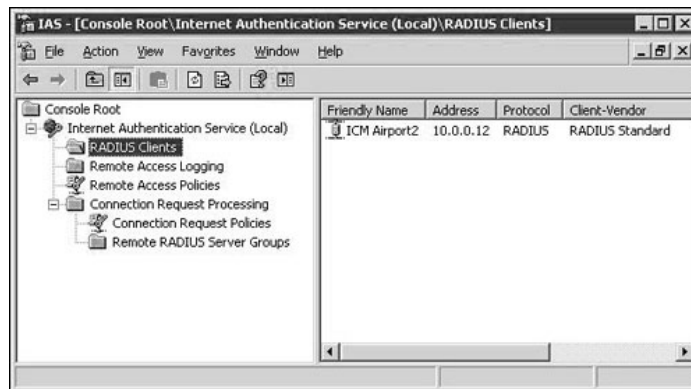 IAS - [Console Root\Internet Authentication Service (Local)\RADIUS Clients]
File Action View Favorites Window Help
Console Root
Internet Authentication Service (Local)
RADIUS Clients
Remote Access Logging
Remote Access Policies
Connection Request Processing
Connection Request Policies
Remote RADIUS Server Groups
Friendly Name Address Protocol Client-Vendor
ICM Airport2 10.0.0.12 RADIUS RADIUS Standard